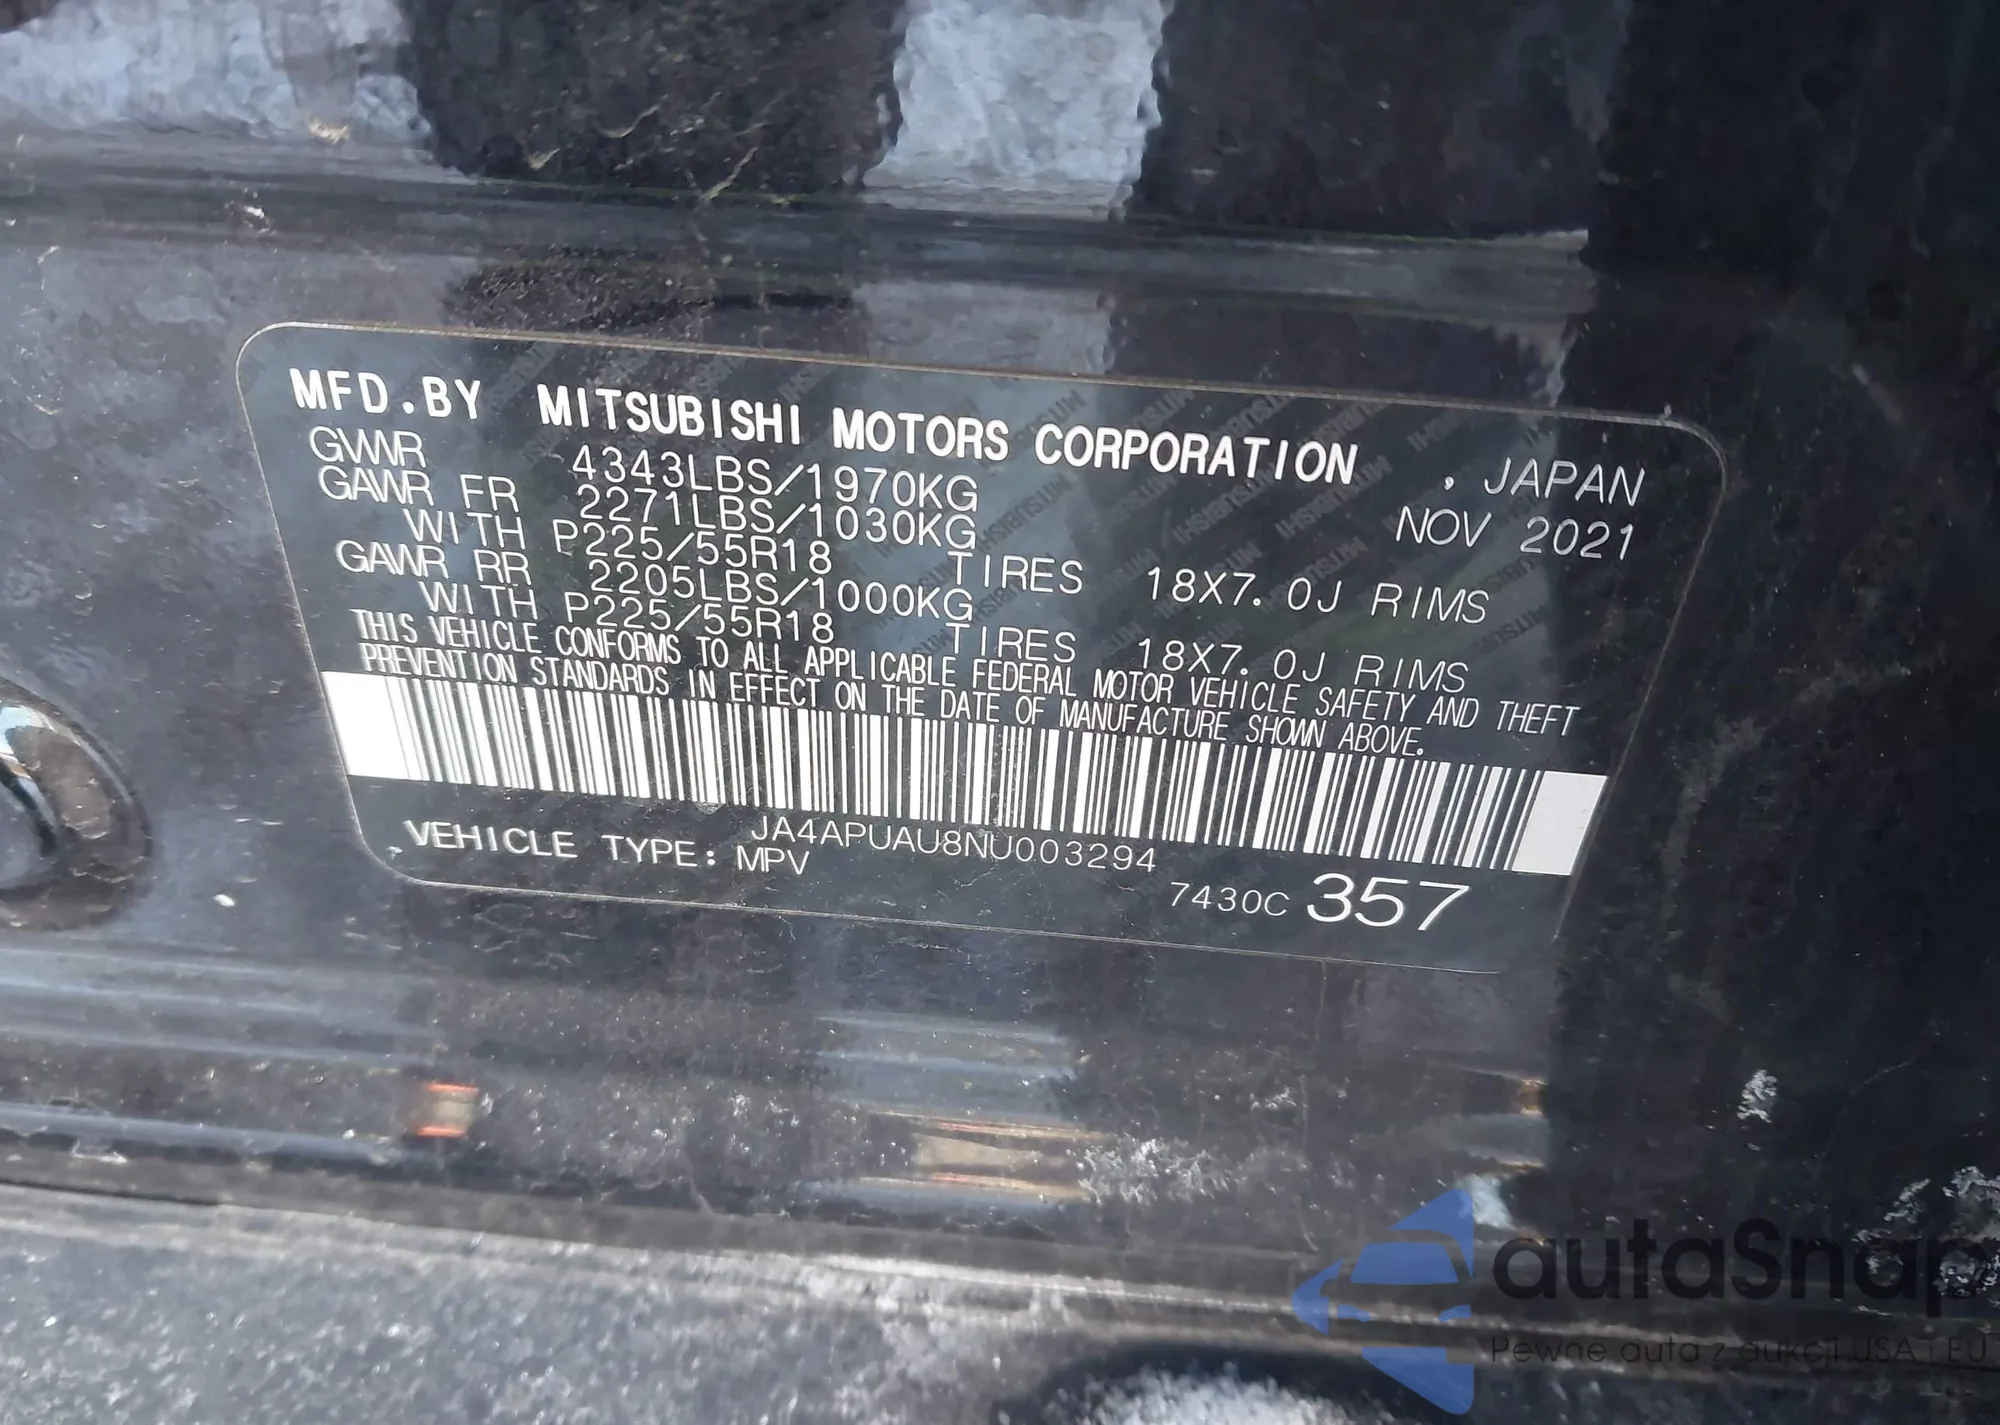 MFD.BY MITSUBISHI MOTORS CORPORATION , JAPAN
GVWR 4343LBS/1970KG NOV 2021
GAWR FR 2271LBS/1030KG
WITH P225/55R18 TIRES 18X7.0J RIMS
GAWR RR 2205LBS/1000KG
WITH P225/55R18 TIRES 18X7.0J RIMS
THIS VEHICLE CONFORMS TO ALL APPLICABLE FEDERAL MOTOR VEHICLE SAFETY AND THEFT
PREVENTION STANDARDS IN EFFECT ON THE DATE OF MANUFACTURE SHOWN ABOVE.
JA4APUAU8NU003294
VEHICLE TYPE: MPV
7430C 357
autaSnap
Pewne auta z aukcji USA i EU